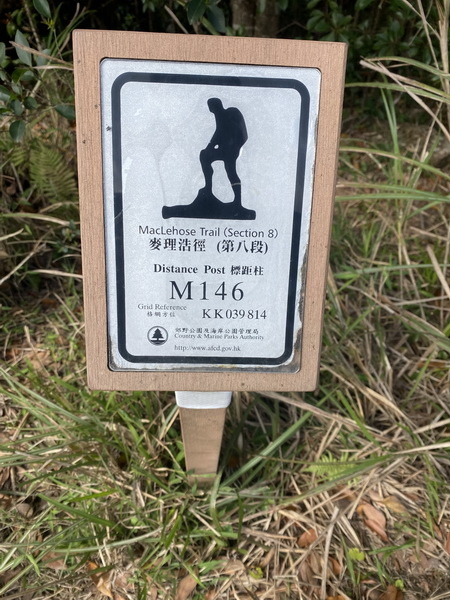 MacLehose Trail (Section 8)
麥理浩徑 (第八段)
Distance Post 標距柱
M146
Grid Reference
格網方位 KK039814
郊野公園及海岸公園管理局
Country & Marine Parks Authority
http://www.afcd.gov.hk